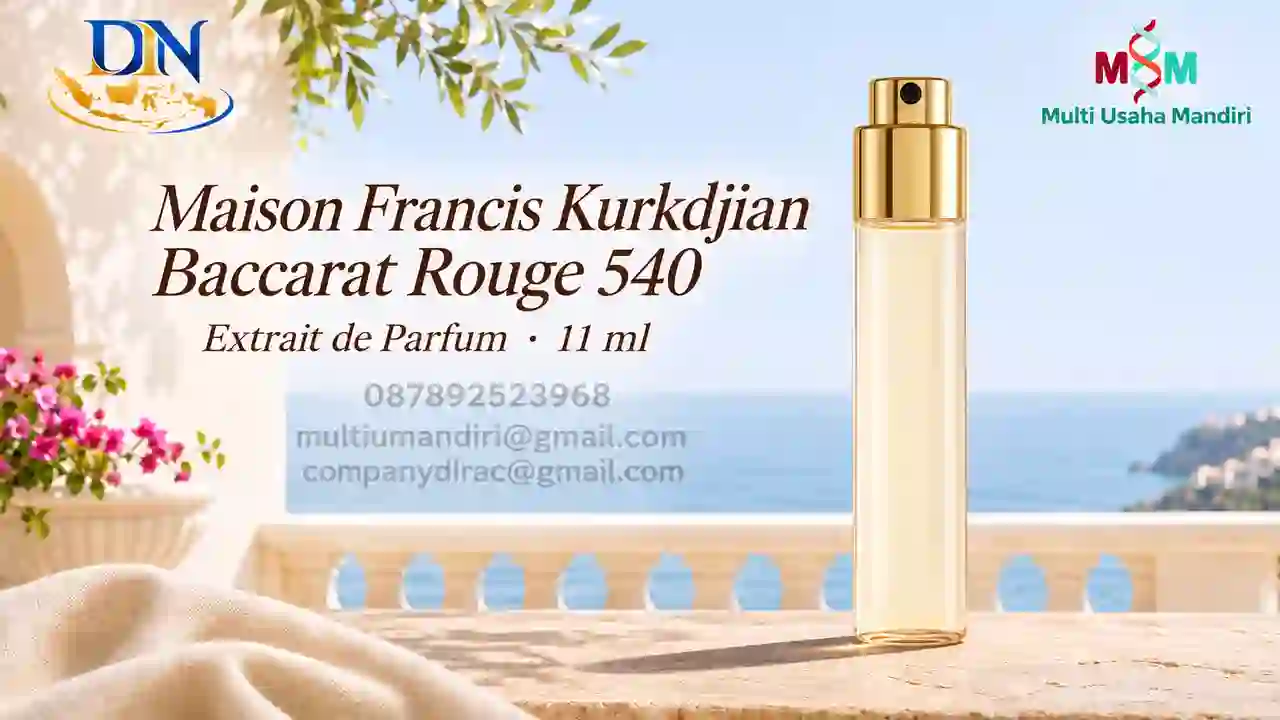 DIN
MSM
Multi Usaha Mandiri
Maison Francis Kurkdjian
Baccarat Rouge 540
Extrait de Parfum · 11 ml
087892523968
multiumandiri@gmail.com
companydlrac@gmail.com